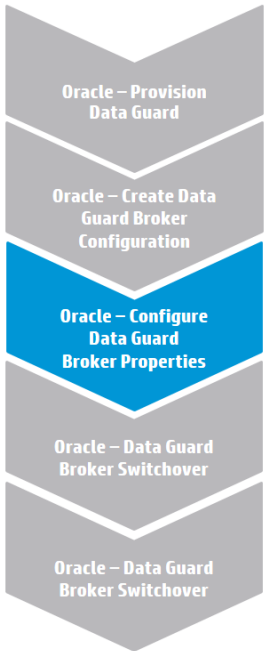 Oracle – Provision
Data Guard
Oracle – Create Data
Guard Broker
Configuration
Oracle – Configure
Data Guard
Broker Properties
Oracle – Data Guard
Broker Switchover
Oracle – Data Guard
Broker Switchover